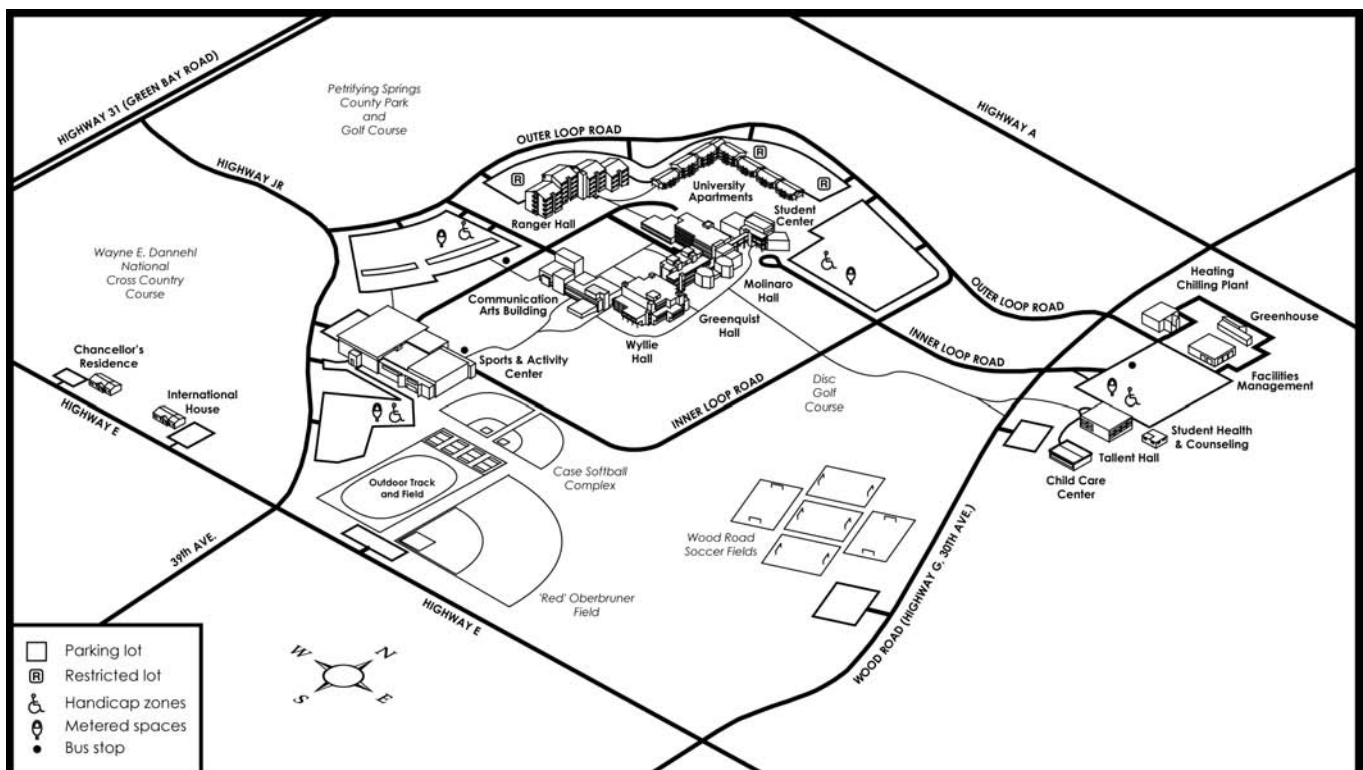 HIGHWAY 31 (GREEN BAY ROAD)
Petrifying Springs
County Park
and
Golf Course
HIGHWAY A
OUTER LOOP ROAD
HIGHWAY JR
R
R
R
University
Apartments
Ranger Hall
Student
Center
Wayne E. Dannehl
National
Cross Country
Course
Communication
Arts Building
Molinaro
Hall
Greenquist
Hall
Wyllie
Hall
OUTER LOOP ROAD
Heating
Chilling Plant
Greenhouse
INNER LOOP ROAD
Facilities
Management
Chancellor's
Residence
Sports & Activity
Center
International
House
HIGHWAY E
INNER LOOP ROAD
Disc
Golf
Course
Student Health
& Counseling
Tallent Hall
Child Care
Center
Outdoor Track
and Field
Case Softball
Complex
39th AVE.
Wood Road
Soccer Fields
WOOD ROAD (HIGHWAY G, 30TH AVE.)
'Red' Oberbruner
Field
HIGHWAY E
W
N
S
E
Parking lot
R
Restricted lot
Handicap zones
Metered spaces
Bus stop